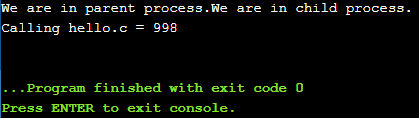 We are in parent process.We are in child process.
Calling hello.c = 998
...Program finished with exit code 0
Press ENTER to exit console.